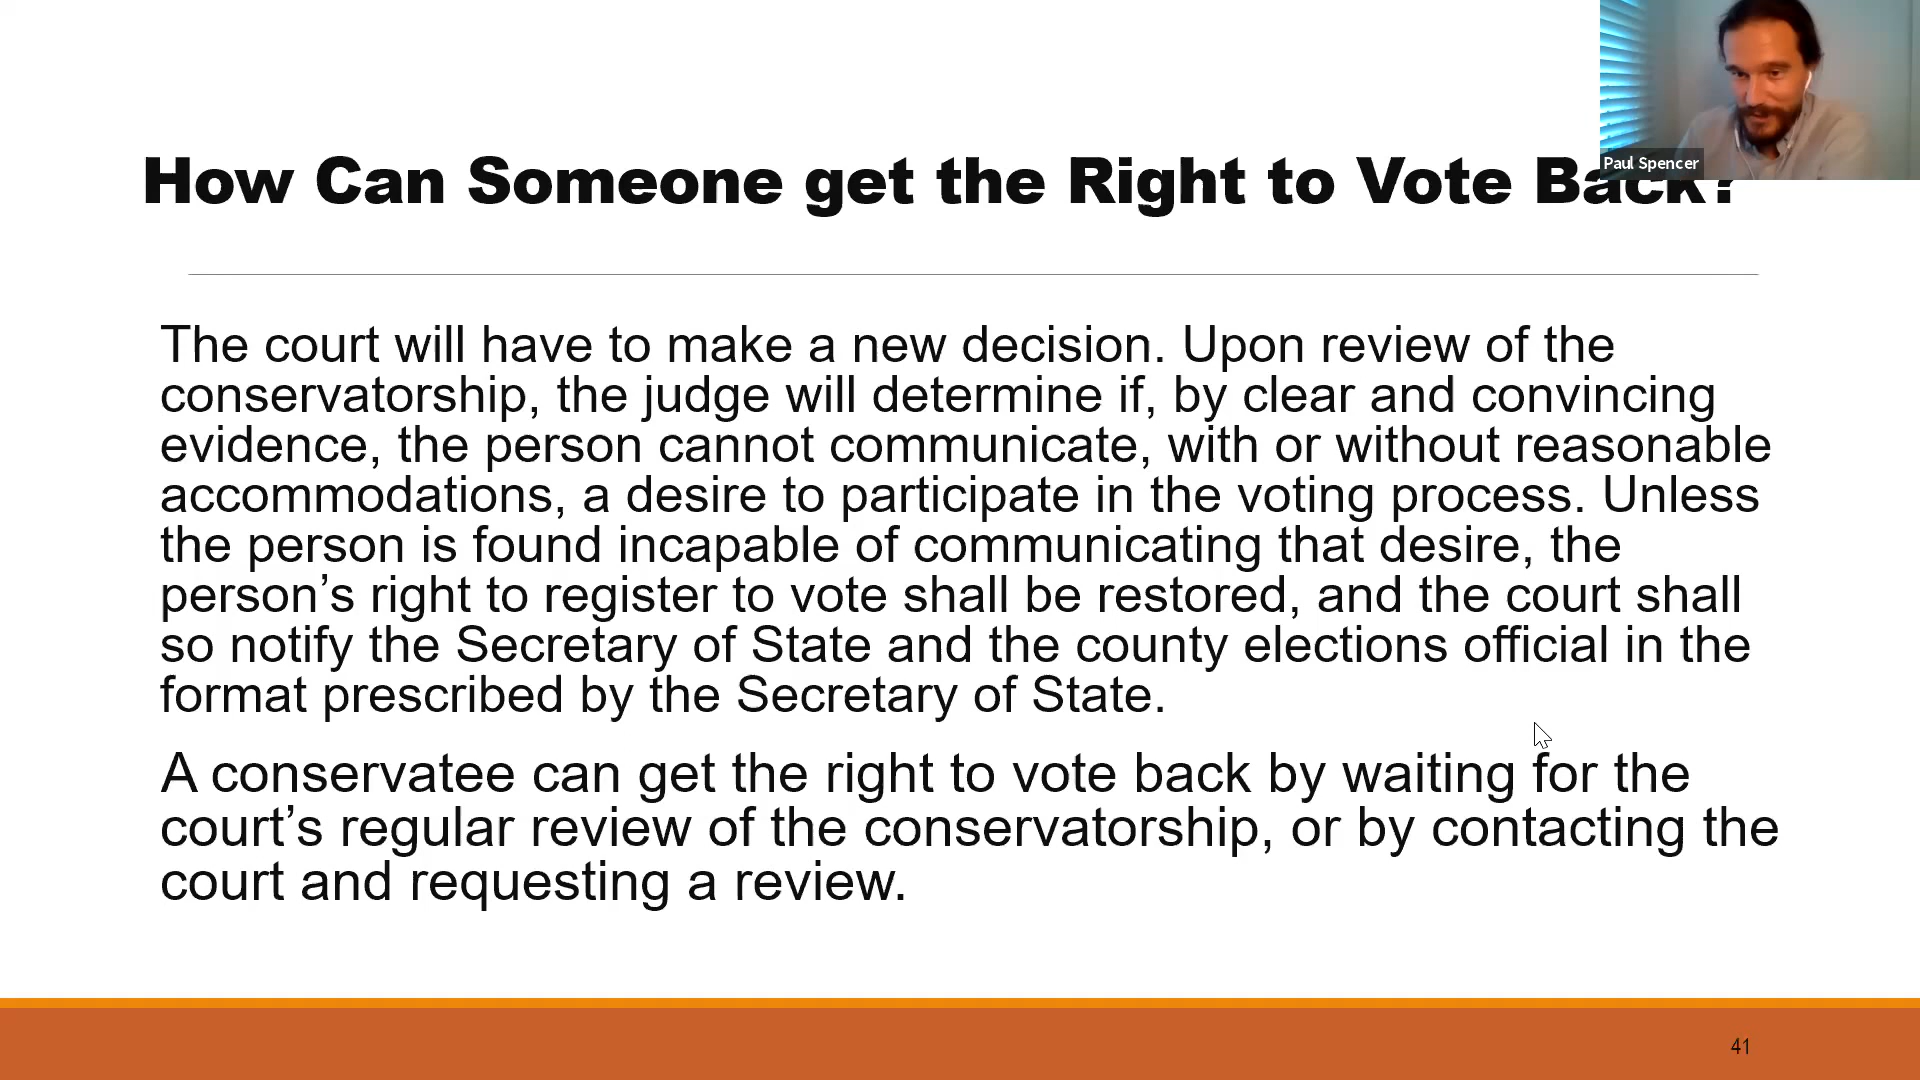 How Can Someone get the Right to Vote Back?
Paul Spencer
The court will have to make a new decision. Upon review of the
conservatorship, the judge will determine if, by clear and convincing
evidence, the person cannot communicate, with or without reasonable
accommodations, a desire to participate in the voting process. Unless
the person is found incapable of communicating that desire, the
person’s right to register to vote shall be restored, and the court shall
so notify the Secretary of State and the county elections official in the
format prescribed by the Secretary of State.
A conservatee can get the right to vote back by waiting for the
court’s regular review of the conservatorship, or by contacting the
court and requesting a review.
41